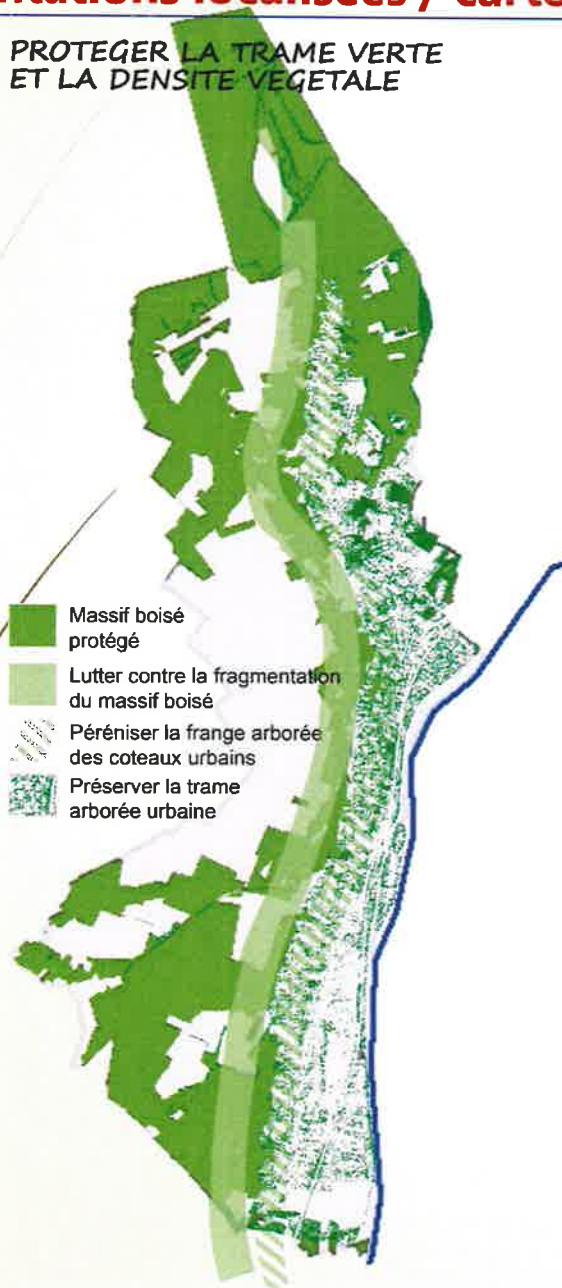 PROTEGER LA TRAME VERTE
ET LA DENSITE VEGETALE
Massif boisé
protégé
Lutter contre la fragmentation
du massif boisé
Péréniser la frange arborée
des coteaux urbains
Préserver la trame
arborée urbaine